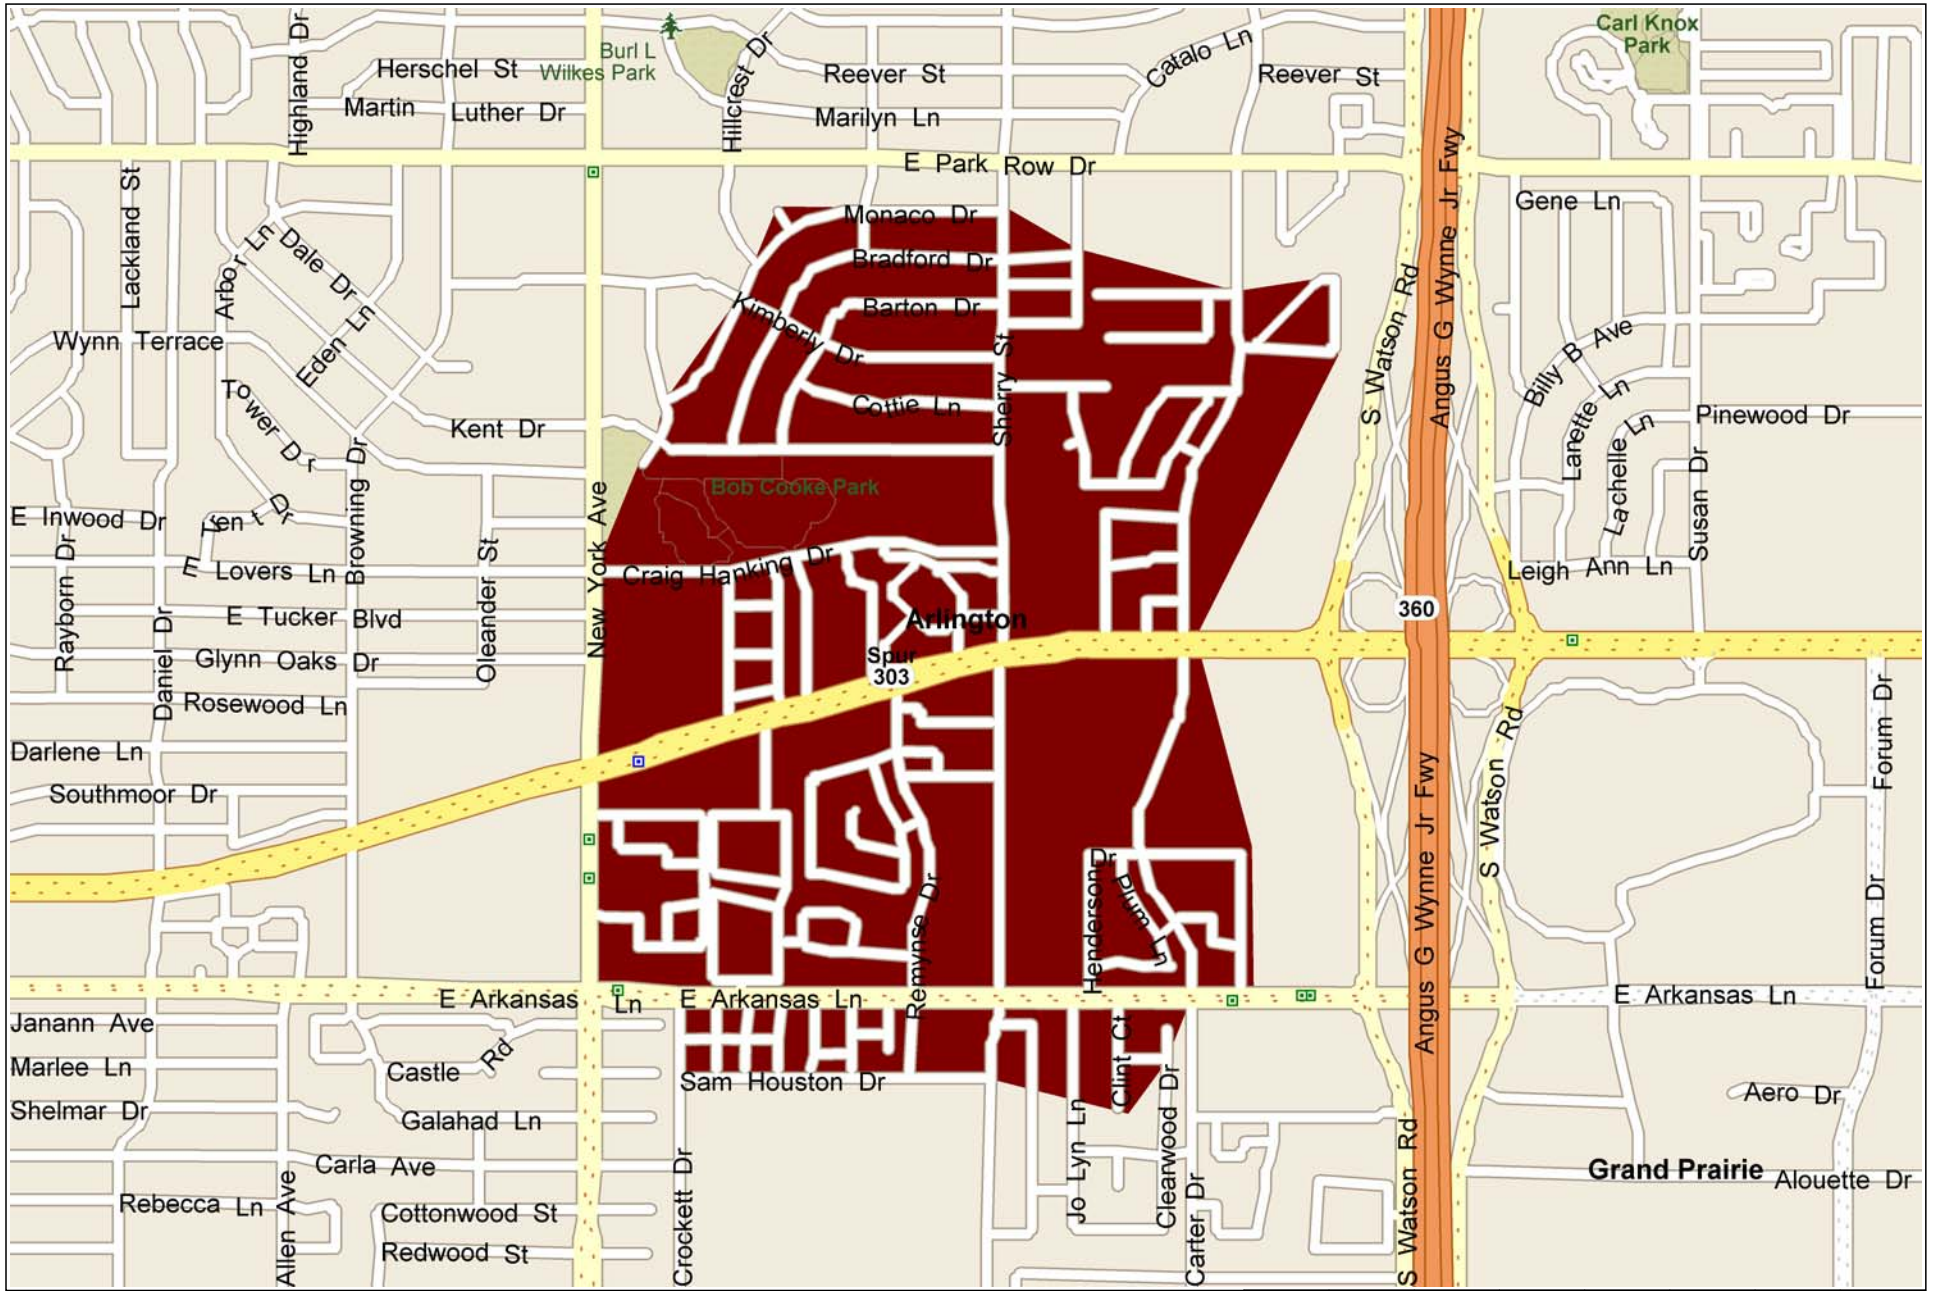 Highland Dr
Herschel St
Burl L
Wilkes Park
Hillcrest Dr
Reever St
Catalo Ln
Reever St
Carl Knox
Park
Martin Luther Dr
Marilyn Ln
E Park Row Dr
Angus G Wynne Jr Fwy
Lackland St
Arbor Ln
Dale Dr
Monaco Dr
Gene Ln
Bradford Dr
Kimberly Dr
Barton Dr
S Watson Rd
Wynn Terrace
Eden Ln
Sherry St
Billy B Ave
Tower Dr
Kent Dr
Cottie Ln
Lanette Ln
Lachelle Ln
Pinewood Dr
Browning Dr
Susan Dr
New York Ave
Bob Cooke Park
E Inwood Dr
Trent Dr
Rayborn Dr
E Lovers Ln
Oleander St
Craig Hanking Dr
Leigh Ann Ln
E Tucker Blvd
Arlington
360
Daniel Dr
Glynn Oaks Dr
Spur
303
Rosewood Ln
Forum Dr
Darlene Ln
Southmoor Dr
S Watson Rd
Angus G Wynne Jr Fwy
Henderson Dr
Plum Ln
Remynse Dr
Forum Dr
E Arkansas Ln
E Arkansas Ln
E Arkansas Ln
Janann Ave
Marlee Ln
Castle Rd
Sam Houston Dr
Clint Ct
Shelmar Dr
Galahad Ln
Aero Dr
Jo Lyn Ln
Clearwood Dr
Carla Ave
Crockett Dr
S Watson Rd
Grand Prairie
Alouette Dr
Rebecca Ln
Allen Ave
Cottonwood St
Carter Dr
Redwood St